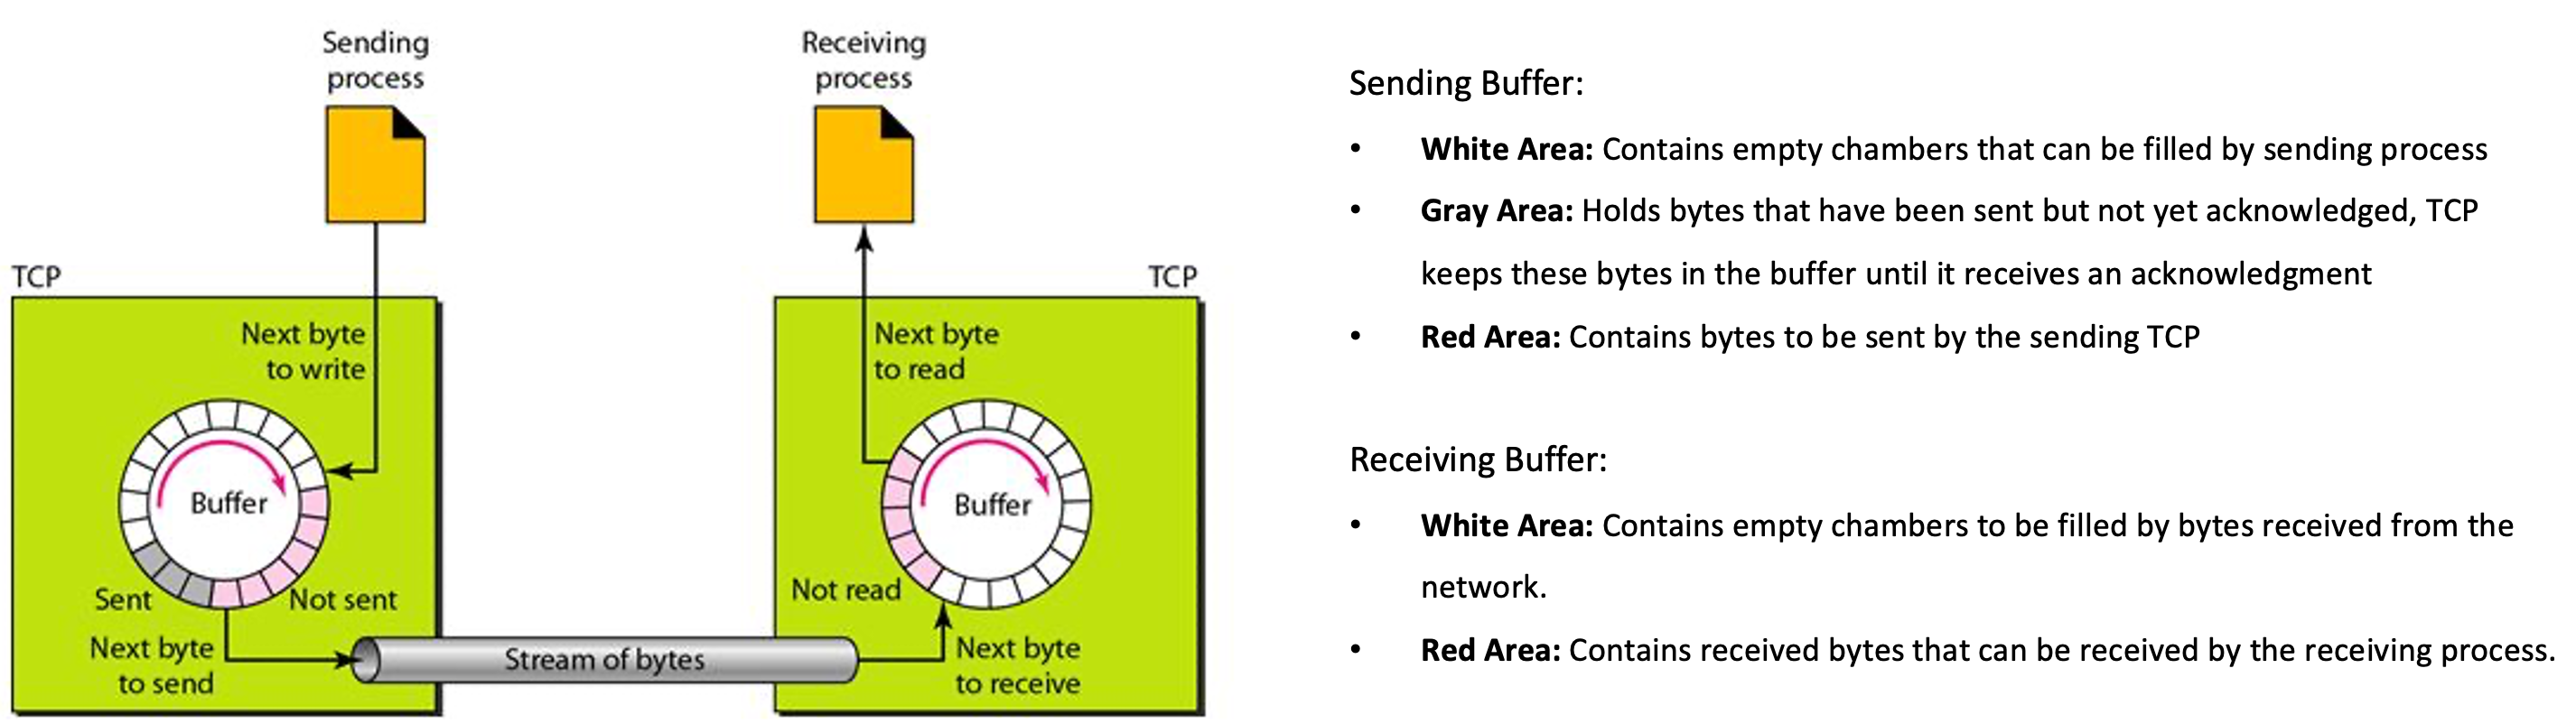 Sending
process
Receiving
process
TCP
TCP
Next byte
to write
Next byte
to read
Buffer
Buffer
Sent
Not sent
Not read
Next byte
to send
Stream of bytes
Next byte
to receive
Sending Buffer:
• White Area: Contains empty chambers that can be filled by sending process
• Gray Area: Holds bytes that have been sent but not yet acknowledged, TCP
keeps these bytes in the buffer until it receives an acknowledgment
• Red Area: Contains bytes to be sent by the sending TCP
Receiving Buffer:
• White Area: Contains empty chambers to be filled by bytes received from the
network.
• Red Area: Contains received bytes that can be received by the receiving process.